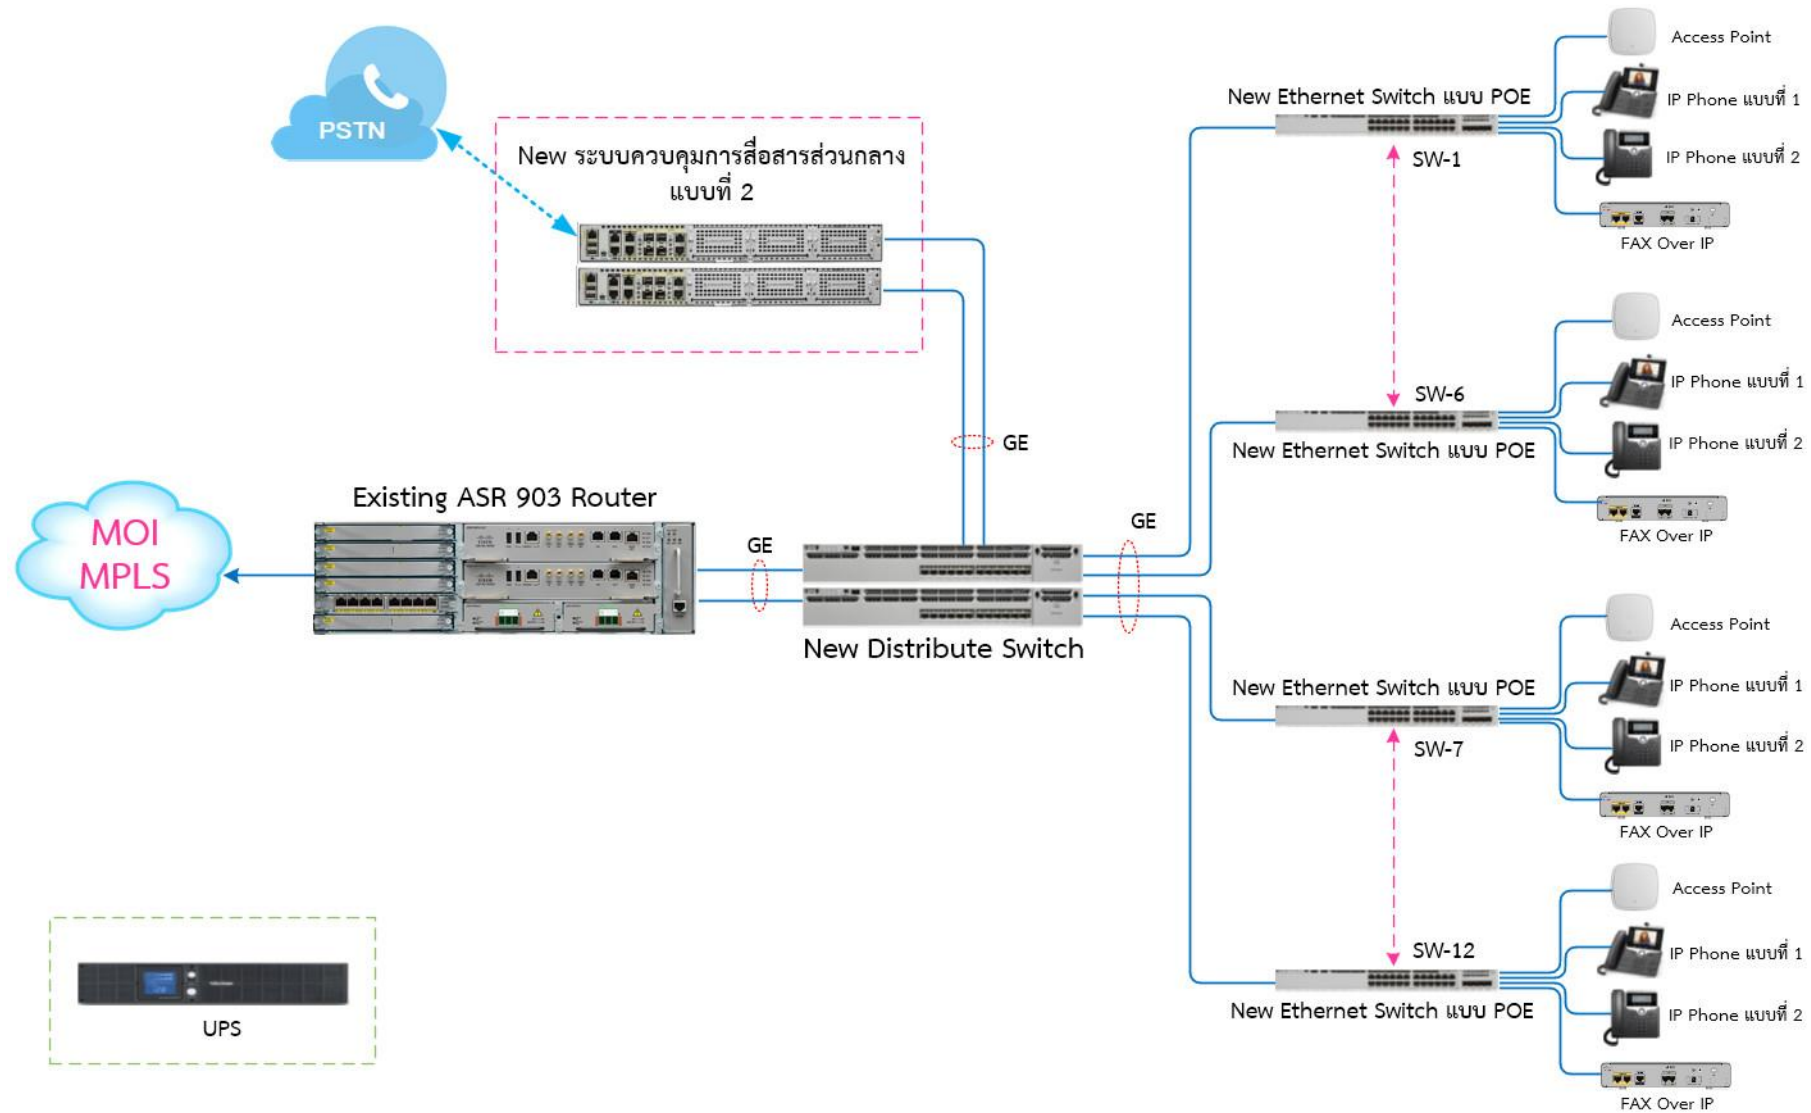 PSTN
New ระบบควบคุมการสื่อสารส่วนกลาง
แบบที่ 2
GE
MOI
MPLS
Existing ASR 903 Router
GE
New Distribute Switch
GE
New Ethernet Switch แบบ POE
SW-1
Access Point
IP Phone แบบที่ 1
IP Phone แบบที่ 2
FAX Over IP
SW-6
New Ethernet Switch แบบ POE
Access Point
IP Phone แบบที่ 1
IP Phone แบบที่ 2
FAX Over IP
New Ethernet Switch แบบ POE
SW-7
Access Point
IP Phone แบบที่ 1
IP Phone แบบที่ 2
FAX Over IP
SW-12
New Ethernet Switch แบบ POE
Access Point
IP Phone แบบที่ 1
IP Phone แบบที่ 2
FAX Over IP
UPS